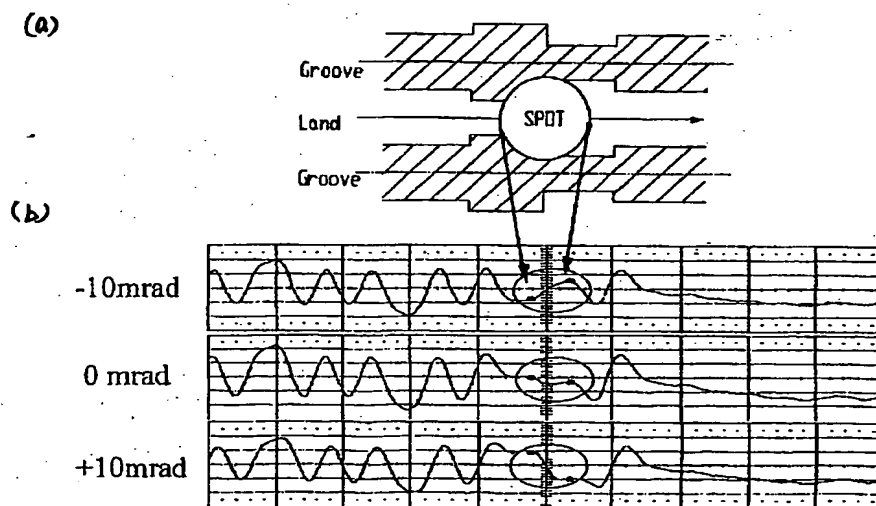 (a)
Groove
Land
SPOT
Groove
(b)
-10mrad
0 mrad
+10mrad